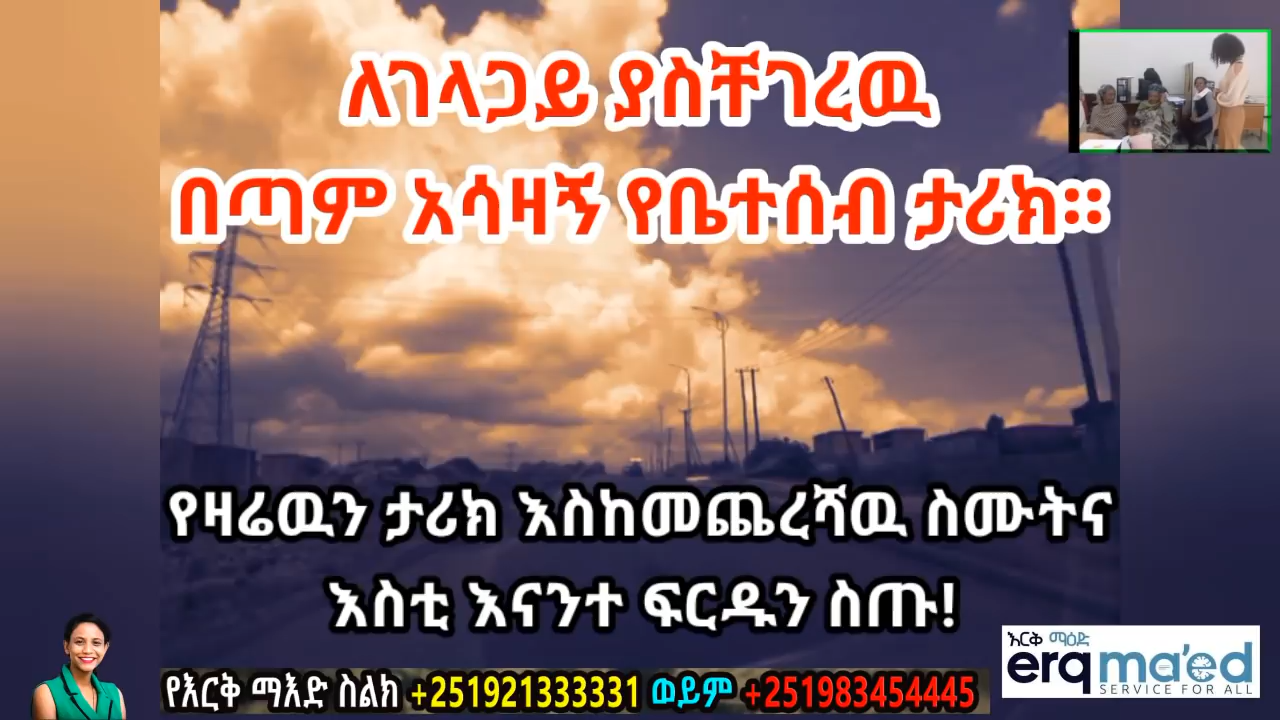 ለገላጋይ ያስቸገረዉ
በጣም አሳዛኝ የቤተሰብ ታሪክ።
የዛሬዉን ታሪክ እስከመጨረሻዉ ስሙትና
እስቲ እናንተ ፍርዱን ስጡ!
እርቅ ማዕድ
erq ma'ed
SERVICE FOR ALL
የእርቅ ማእድ ስልክ +251921333331 ወይም +251983454445